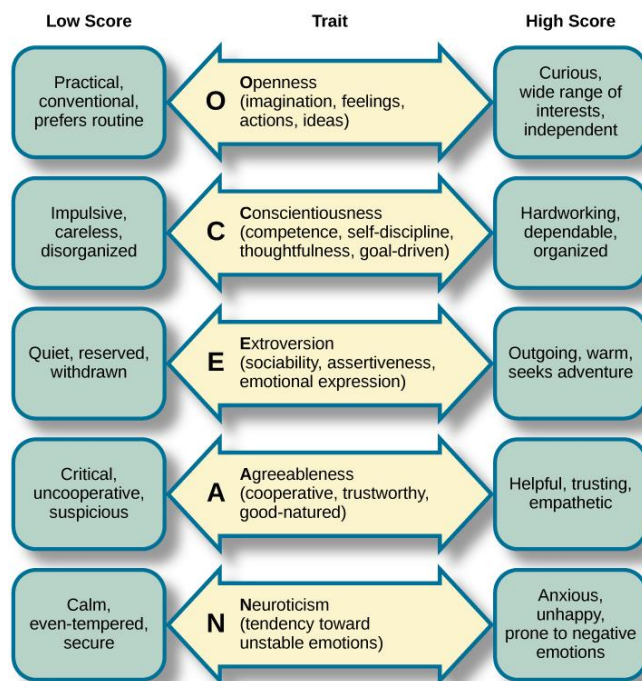 Low Score
Trait
High Score
Practical,
conventional,
prefers routine
O
Openness
(imagination, feelings,
actions, ideas)
Curious,
wide range of
interests,
independent
Impulsive,
careless,
disorganized
C
Conscientiousness
(competence, self-discipline,
thoughtfulness, goal-driven)
Hardworking,
dependable,
organized
Quiet, reserved,
withdrawn
E
Extroversion
(sociability, assertiveness,
emotional expression)
Outgoing, warm,
seeks adventure
Critical,
uncooperative,
suspicious
A
Agreeableness
(cooperative, trustworthy,
good-natured)
Helpful, trusting,
empathetic
Calm,
even-tempered,
secure
N
Neuroticism
(tendency toward
unstable emotions)
Anxious,
unhappy,
prone to negative
emotions